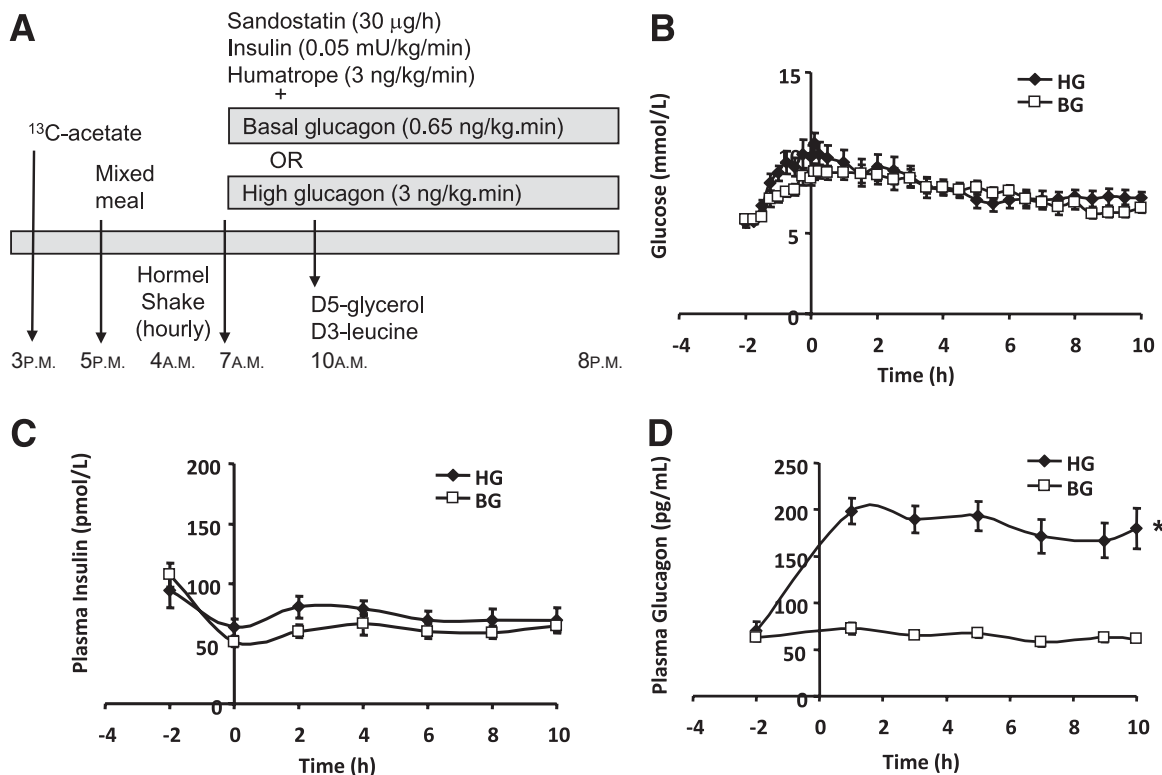 A
Sandostatin (30 μg/h)
Insulin (0.05 mU/kg/min)
Humatrope (3 ng/kg/min)
+
Basal glucagon (0.65 ng/kg.min)
OR
High glucagon (3 ng/kg.min)
¹³C-acetate
Mixed
meal
Hormel
Shake
(hourly)
D5-glycerol
D3-leucine
3P.M.
5P.M.
4A.M.
7A.M.
10A.M.
8P.M.
B
Glucose (mmol/L)
15
10
5
0
HG
BG
-4
-2
0
2
4
6
8
10
Time (h)
C
Plasma Insulin (pmol/L)
200
150
100
50
0
HG
BG
-4
-2
0
2
4
6
8
10
Time (h)
D
Plasma Glucagon (pg/mL)
250
200
150
100
50
0
HG
BG
*
-4
-2
0
2
4
6
8
10
Time (h)